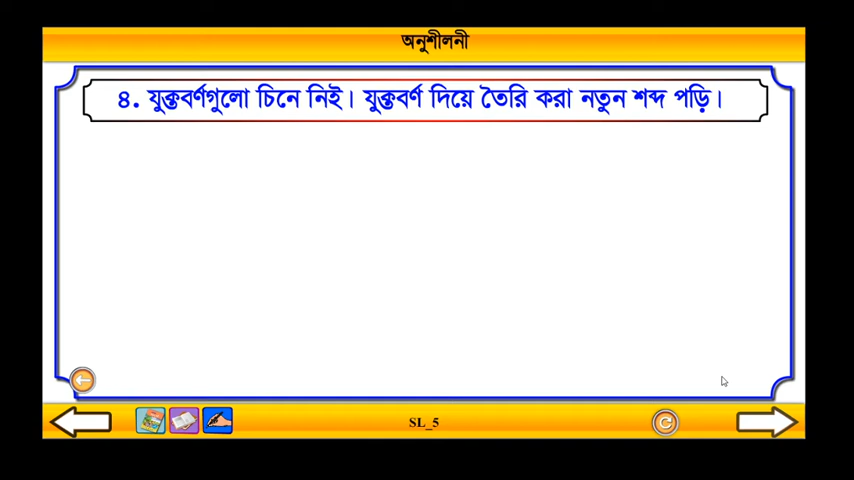 অনুশীলনী
৪. যুক্তবর্ণগুলো চিনে নিই। যুক্তবর্ণ দিয়ে তৈরি করা নতুন শব্দ পড়ি।
SL_5